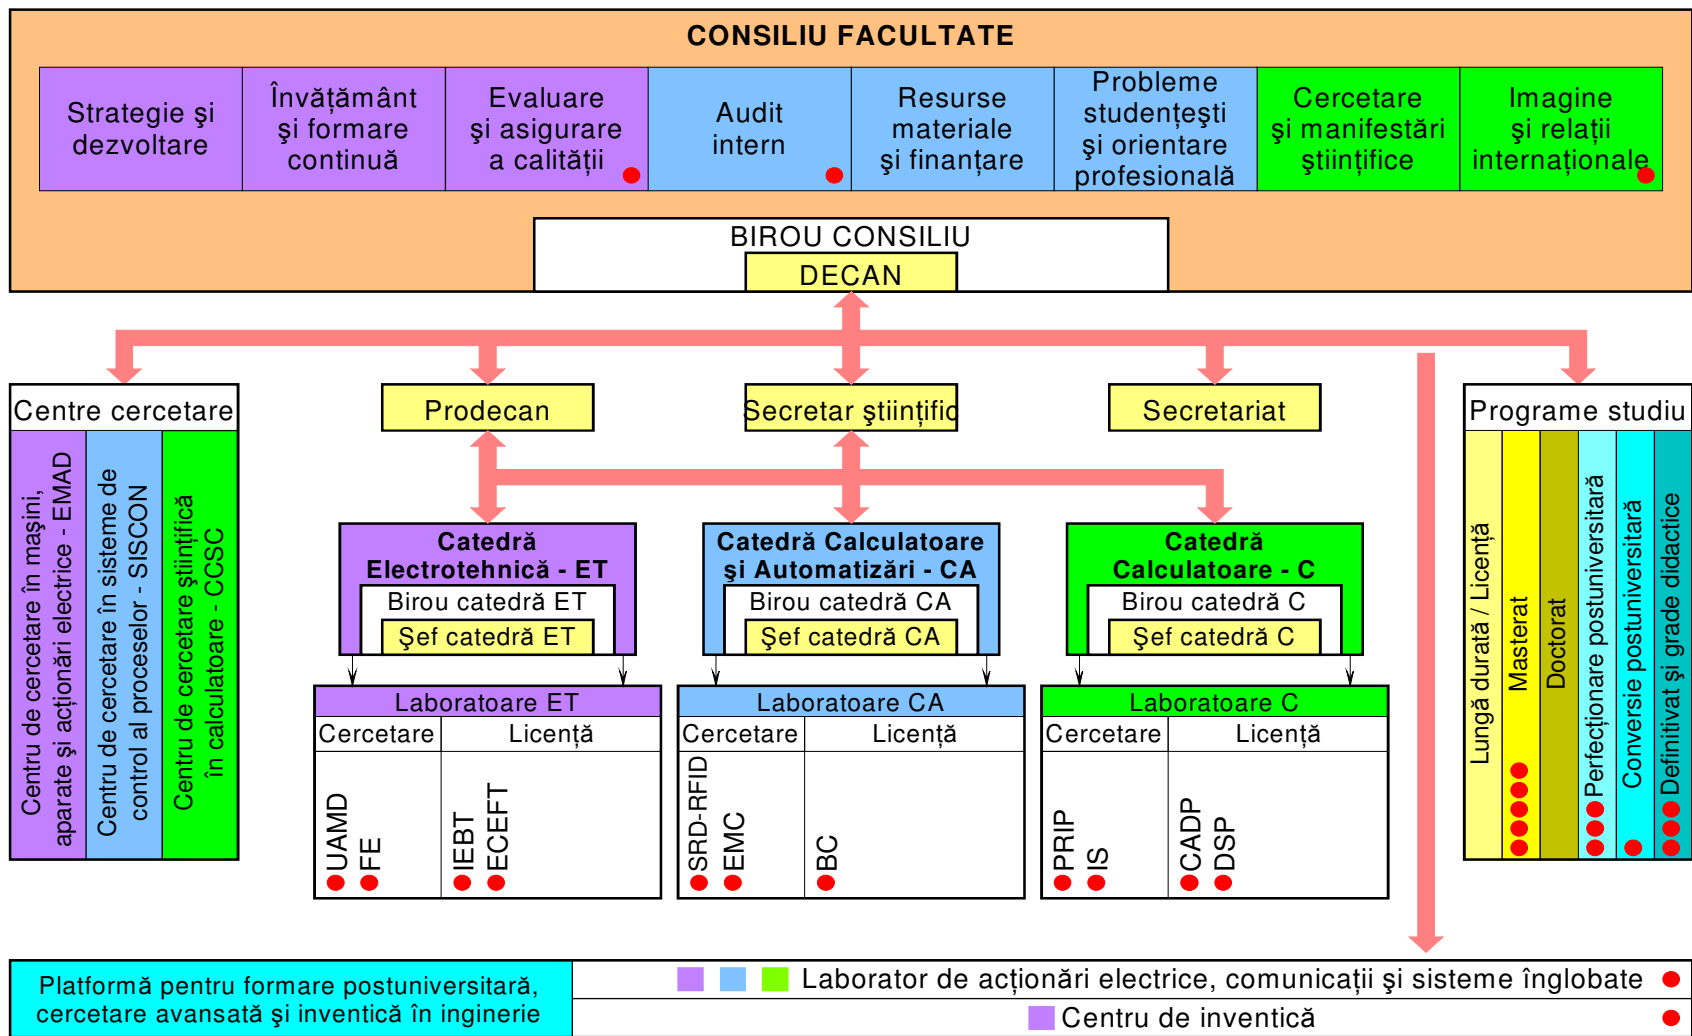 CONSILIU FACULTATE
Strategie şi
dezvoltare
Învăţământ
şi formare
continuă
Evaluare
şi asigurare
a calităţii
Audit
intern
Resurse
materiale
şi finanţare
Probleme
studenţeşti
şi orientare
profesională
Cercetare
şi manifestări
ştiinţifice
Imagine
şi relaţii
internaţionale
BIROU CONSILIU
DECAN
Centre cercetare
Centru de cercetare în maşini,
aparate şi acţionări electrice - EMAD
Centru de cercetare în sisteme de
control al proceselor - SISCON
Centru de cercetare ştiinţifică
în calculatoare - CCSC
Prodecan
Secretar ştiinţific
Secretariat
Catedră
Electrotehnică - ET
Birou catedră ET
Şef catedră ET
Catedră Calculatoare
şi Automatizări - CA
Birou catedră CA
Şef catedră CA
Catedră
Calculatoare - C
Birou catedră C
Şef catedră C
Laboratoare ET
Cercetare
Licenţă
UAMD
FE
IEBT
ECEFT
Laboratoare CA
Cercetare
Licenţă
SRD-RFID
EMC
BC
Laboratoare C
Cercetare
Licenţă
PRIP
IS
CADP
DSP
Programe studiu
Lungă durată / Licenţă
Masterat
Doctorat
Perfecţionare postuniversitară
Conversie postuniversitară
Definitivat şi grade didactice
Platformă pentru formare postuniversitară,
cercetare avansată şi inventică în inginerie
Laborator de acţionări electrice, comunicaţii şi sisteme înglobate
Centru de inventică